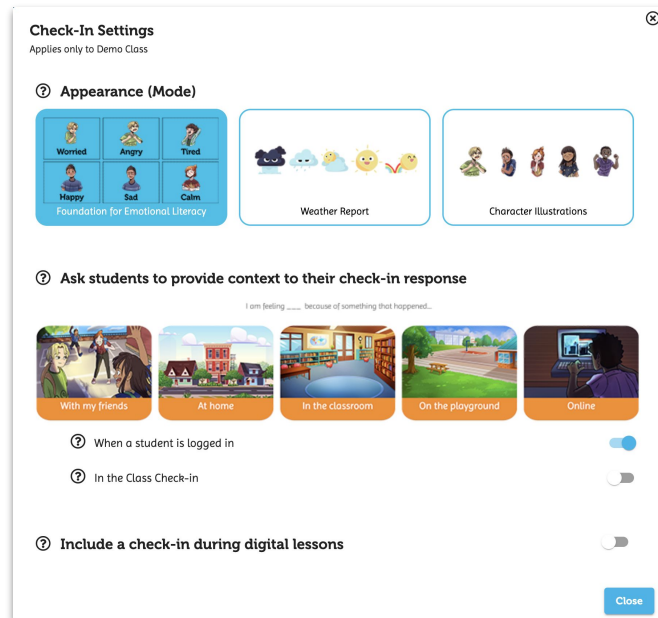 Check-In Settings
Applies only to Demo Class
Appearance (Mode)
Worried Angry Tired
Happy Sad Calm
Foundation for Emotional Literacy
Weather Report
Character Illustrations
Ask students to provide context to their check-in response
I am feeling ___ because of something that happened...
With my friends
At home
In the classroom
On the playground
Online
When a student is logged in
In the Class Check-in
Include a check-in during digital lessons
Close